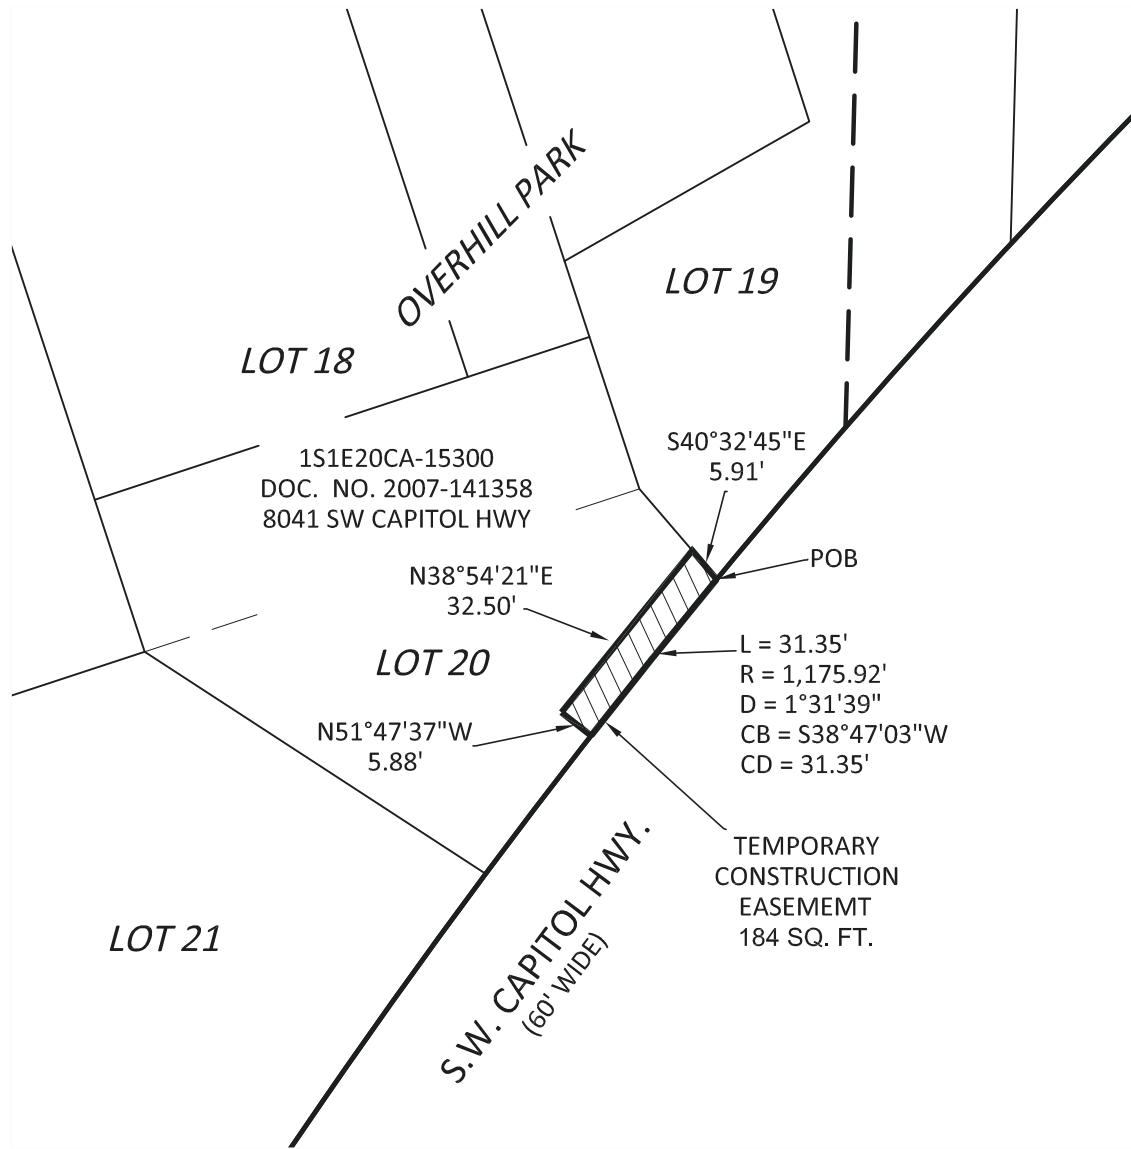 OVERHILL PARK
LOT 19
LOT 18
1S1E20CA-15300
DOC. NO. 2007-141358
8041 SW CAPITOL HWY
S40°32'45"E
5.91'
POB
N38°54'21"E
32.50'
LOT 20
L = 31.35'
R = 1,175.92'
D = 1°31'39"
CB = S38°47'03"W
CD = 31.35'
N51°47'37"W
5.88'
TEMPORARY
CONSTRUCTION
EASEMEMT
184 SQ. FT.
LOT 21
S.W. CAPITOL HWY.
(60' WIDE)